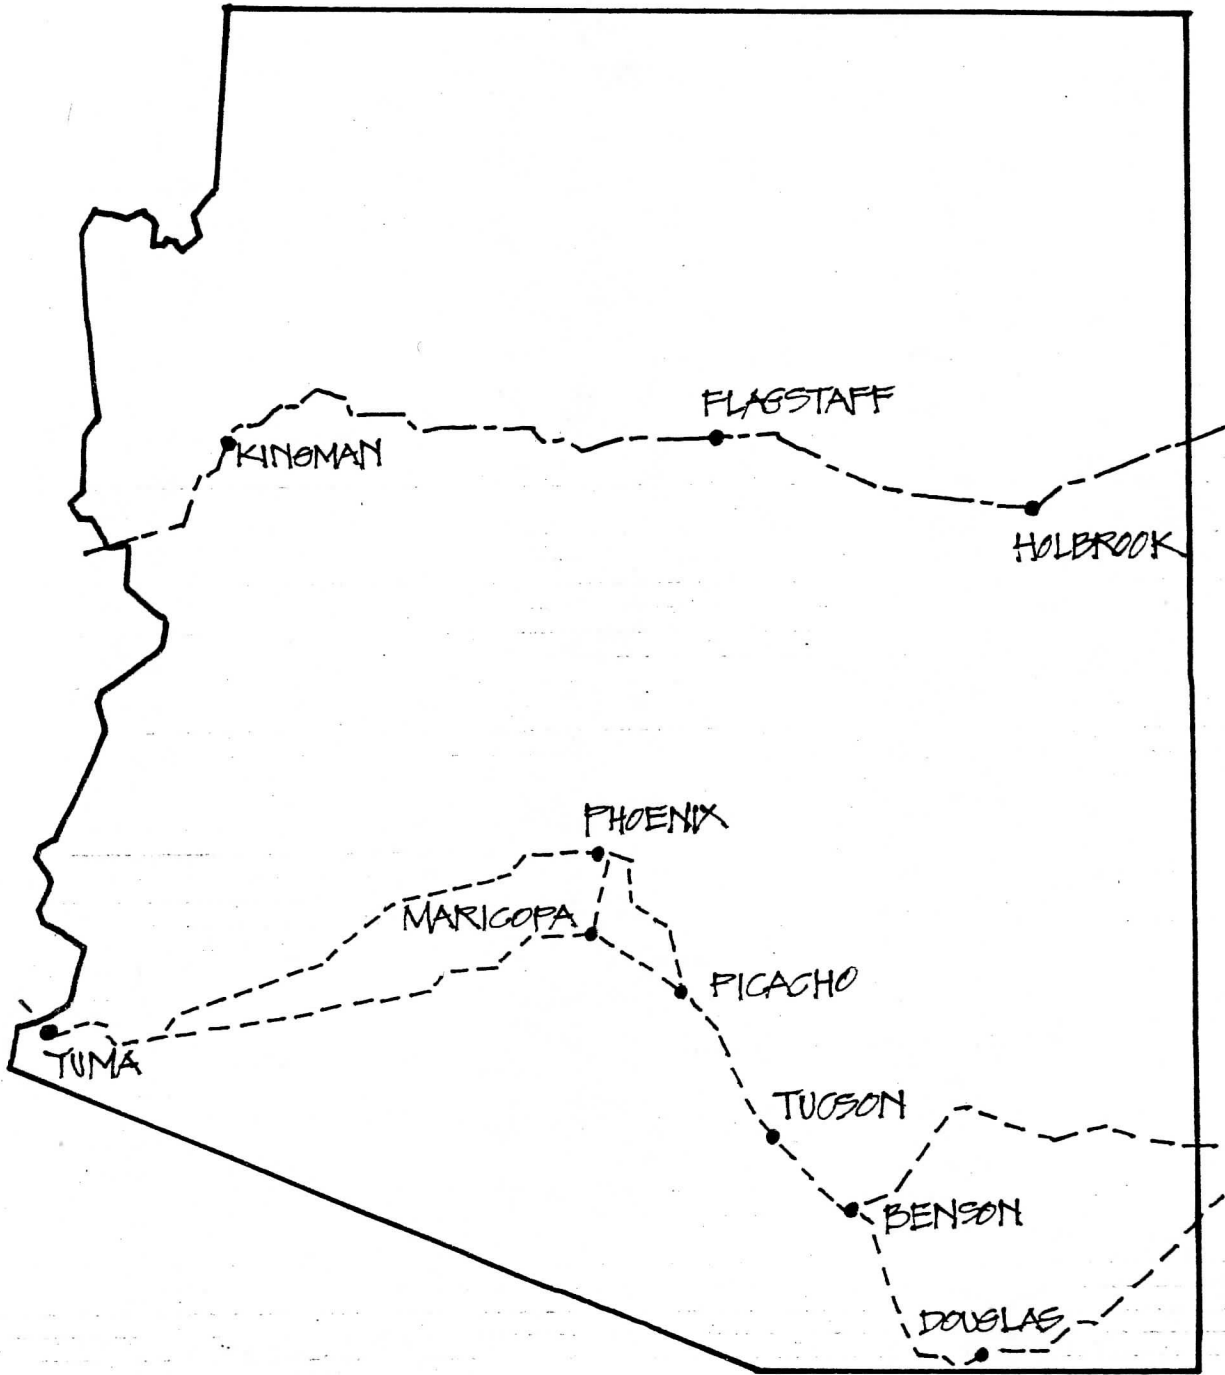 FLAGSTAFF
KINGMAN
HOLBROOK
PHOENIX
MARICOPA
PICACHO
YUMA
TUCSON
BENSON
DOUGLAS